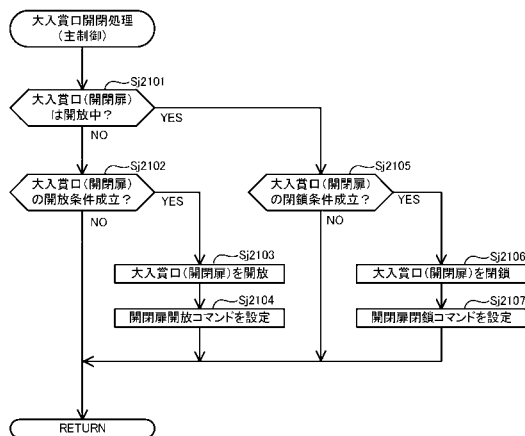 大入賞口開閉処理
(主制御)
Sj2101
大入賞口(開閉扉)
は開放中?
YES
NO
Sj2102
大入賞口(開閉扉)
の開放条件成立?
YES
NO
Sj2105
大入賞口(開閉扉)
の閉鎖条件成立?
YES
NO
Sj2103
大入賞口(開閉扉)を開放
Sj2104
開閉扉開放コマンドを設定
Sj2106
大入賞口(開閉扉)を閉鎖
Sj2107
開閉扉閉鎖コマンドを設定
RETURN